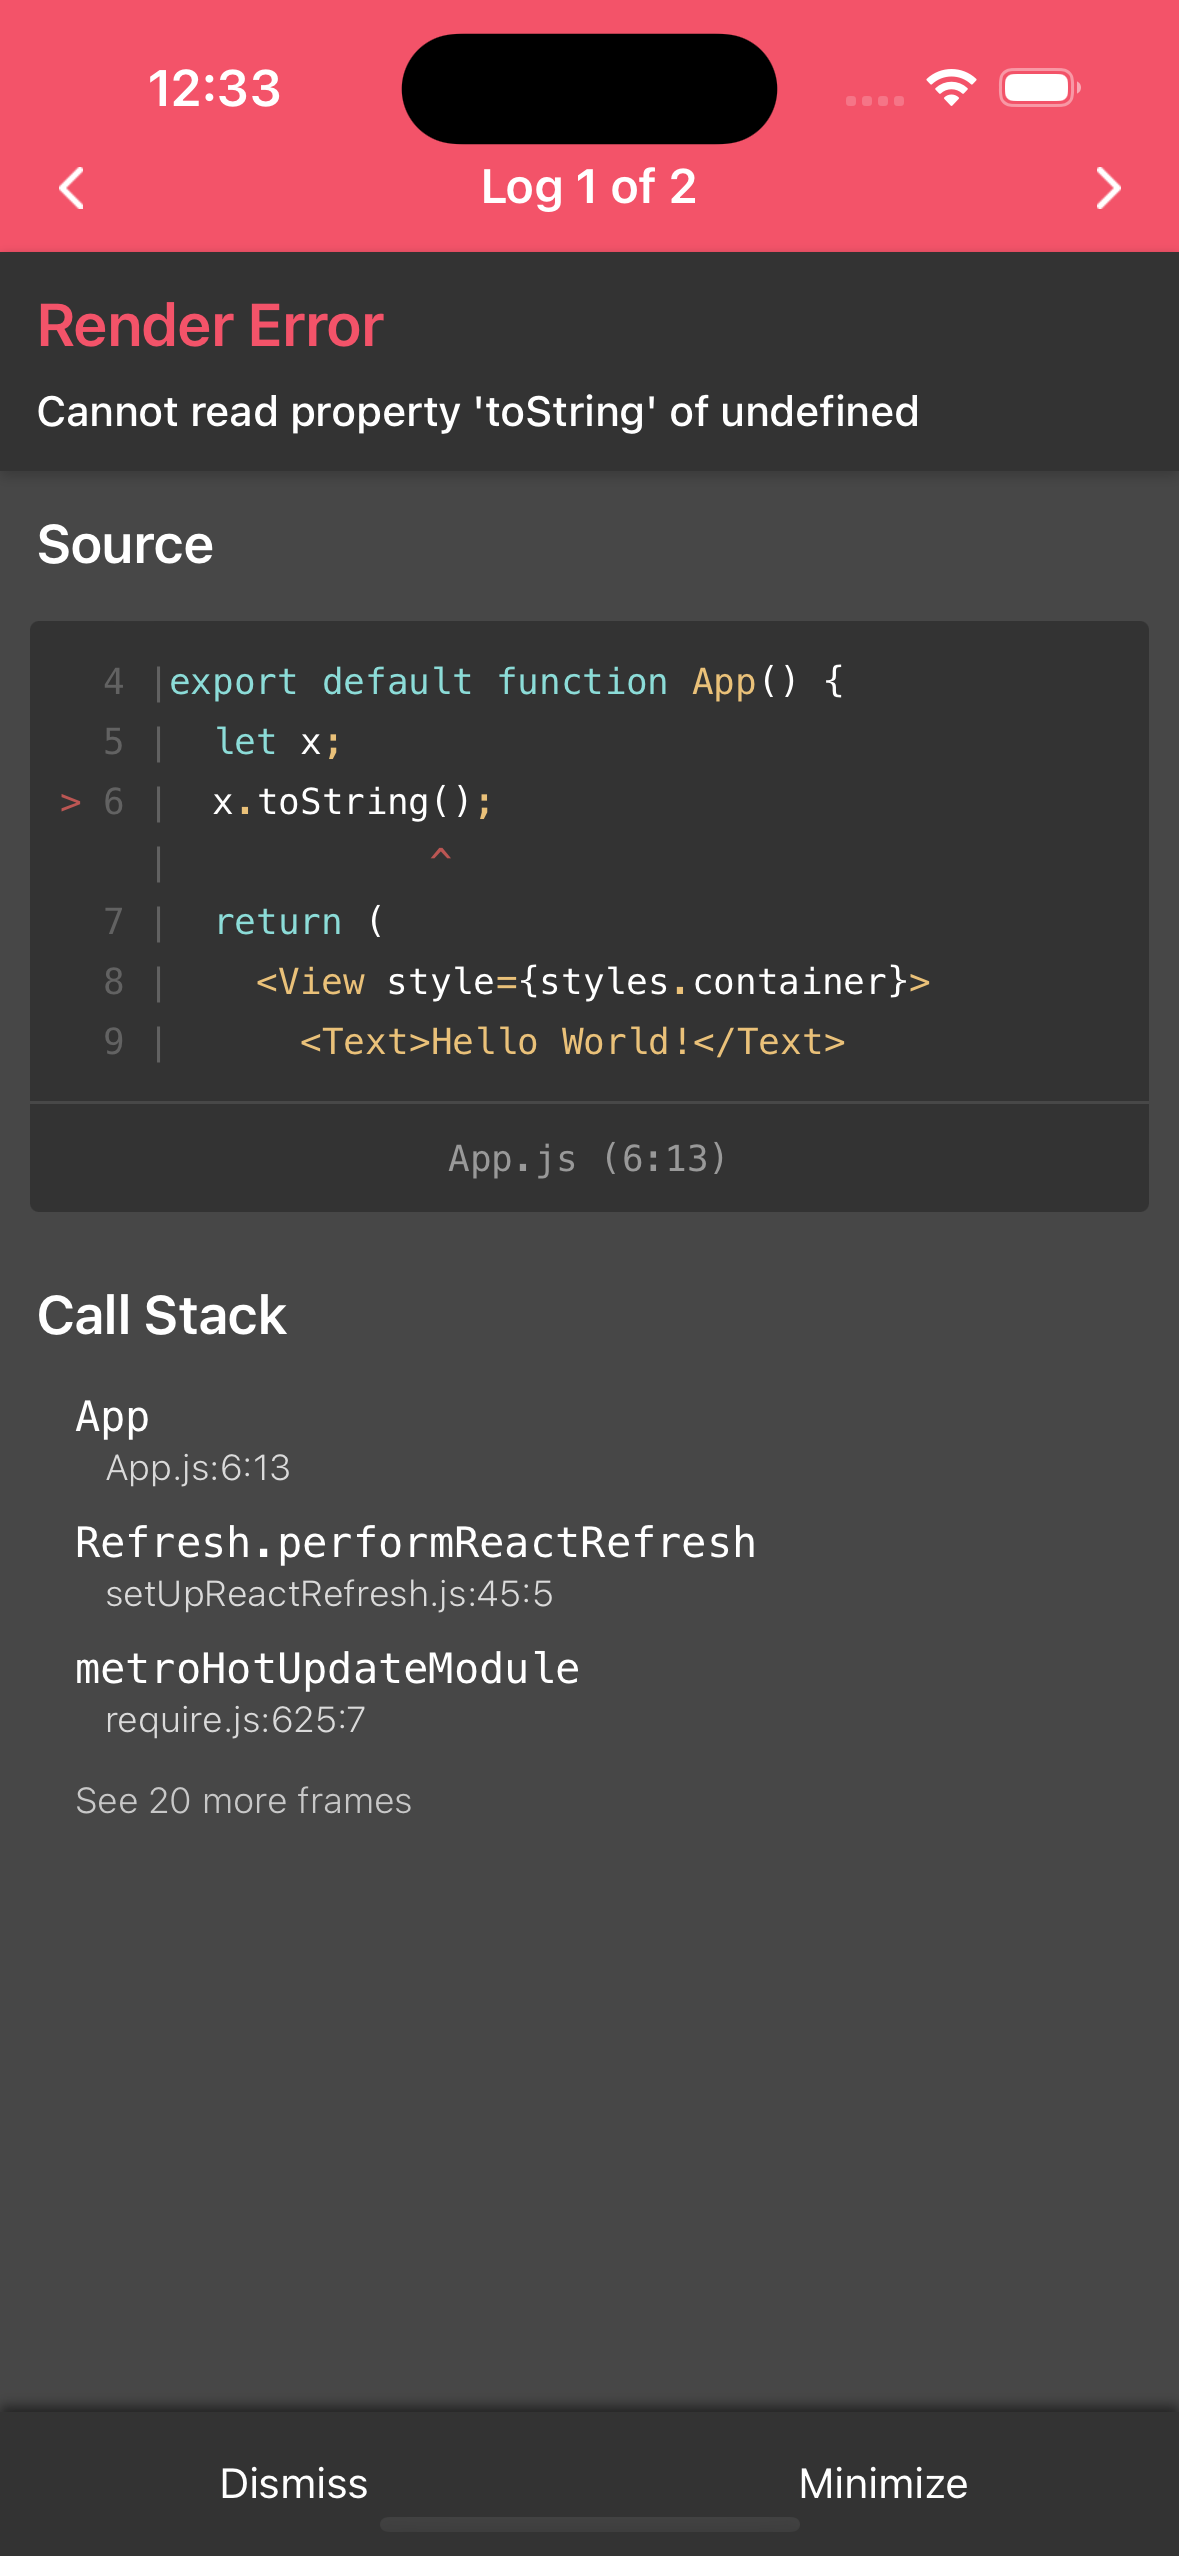 12:33
Log 1 of 2
Render Error
Cannot read property 'toString' of undefined
Source
4 |export default function App() {
5 |  let x;
> 6 |  x.toString();
|            ^
7 |  return (
8 |    <View style={styles.container}>
9 |      <Text>Hello World!</Text>
App.js (6:13)
Call Stack
App
App.js:6:13
Refresh.performReactRefresh
setUpReactRefresh.js:45:5
metroHotUpdateModule
require.js:625:7
See 20 more frames
Dismiss Minimize